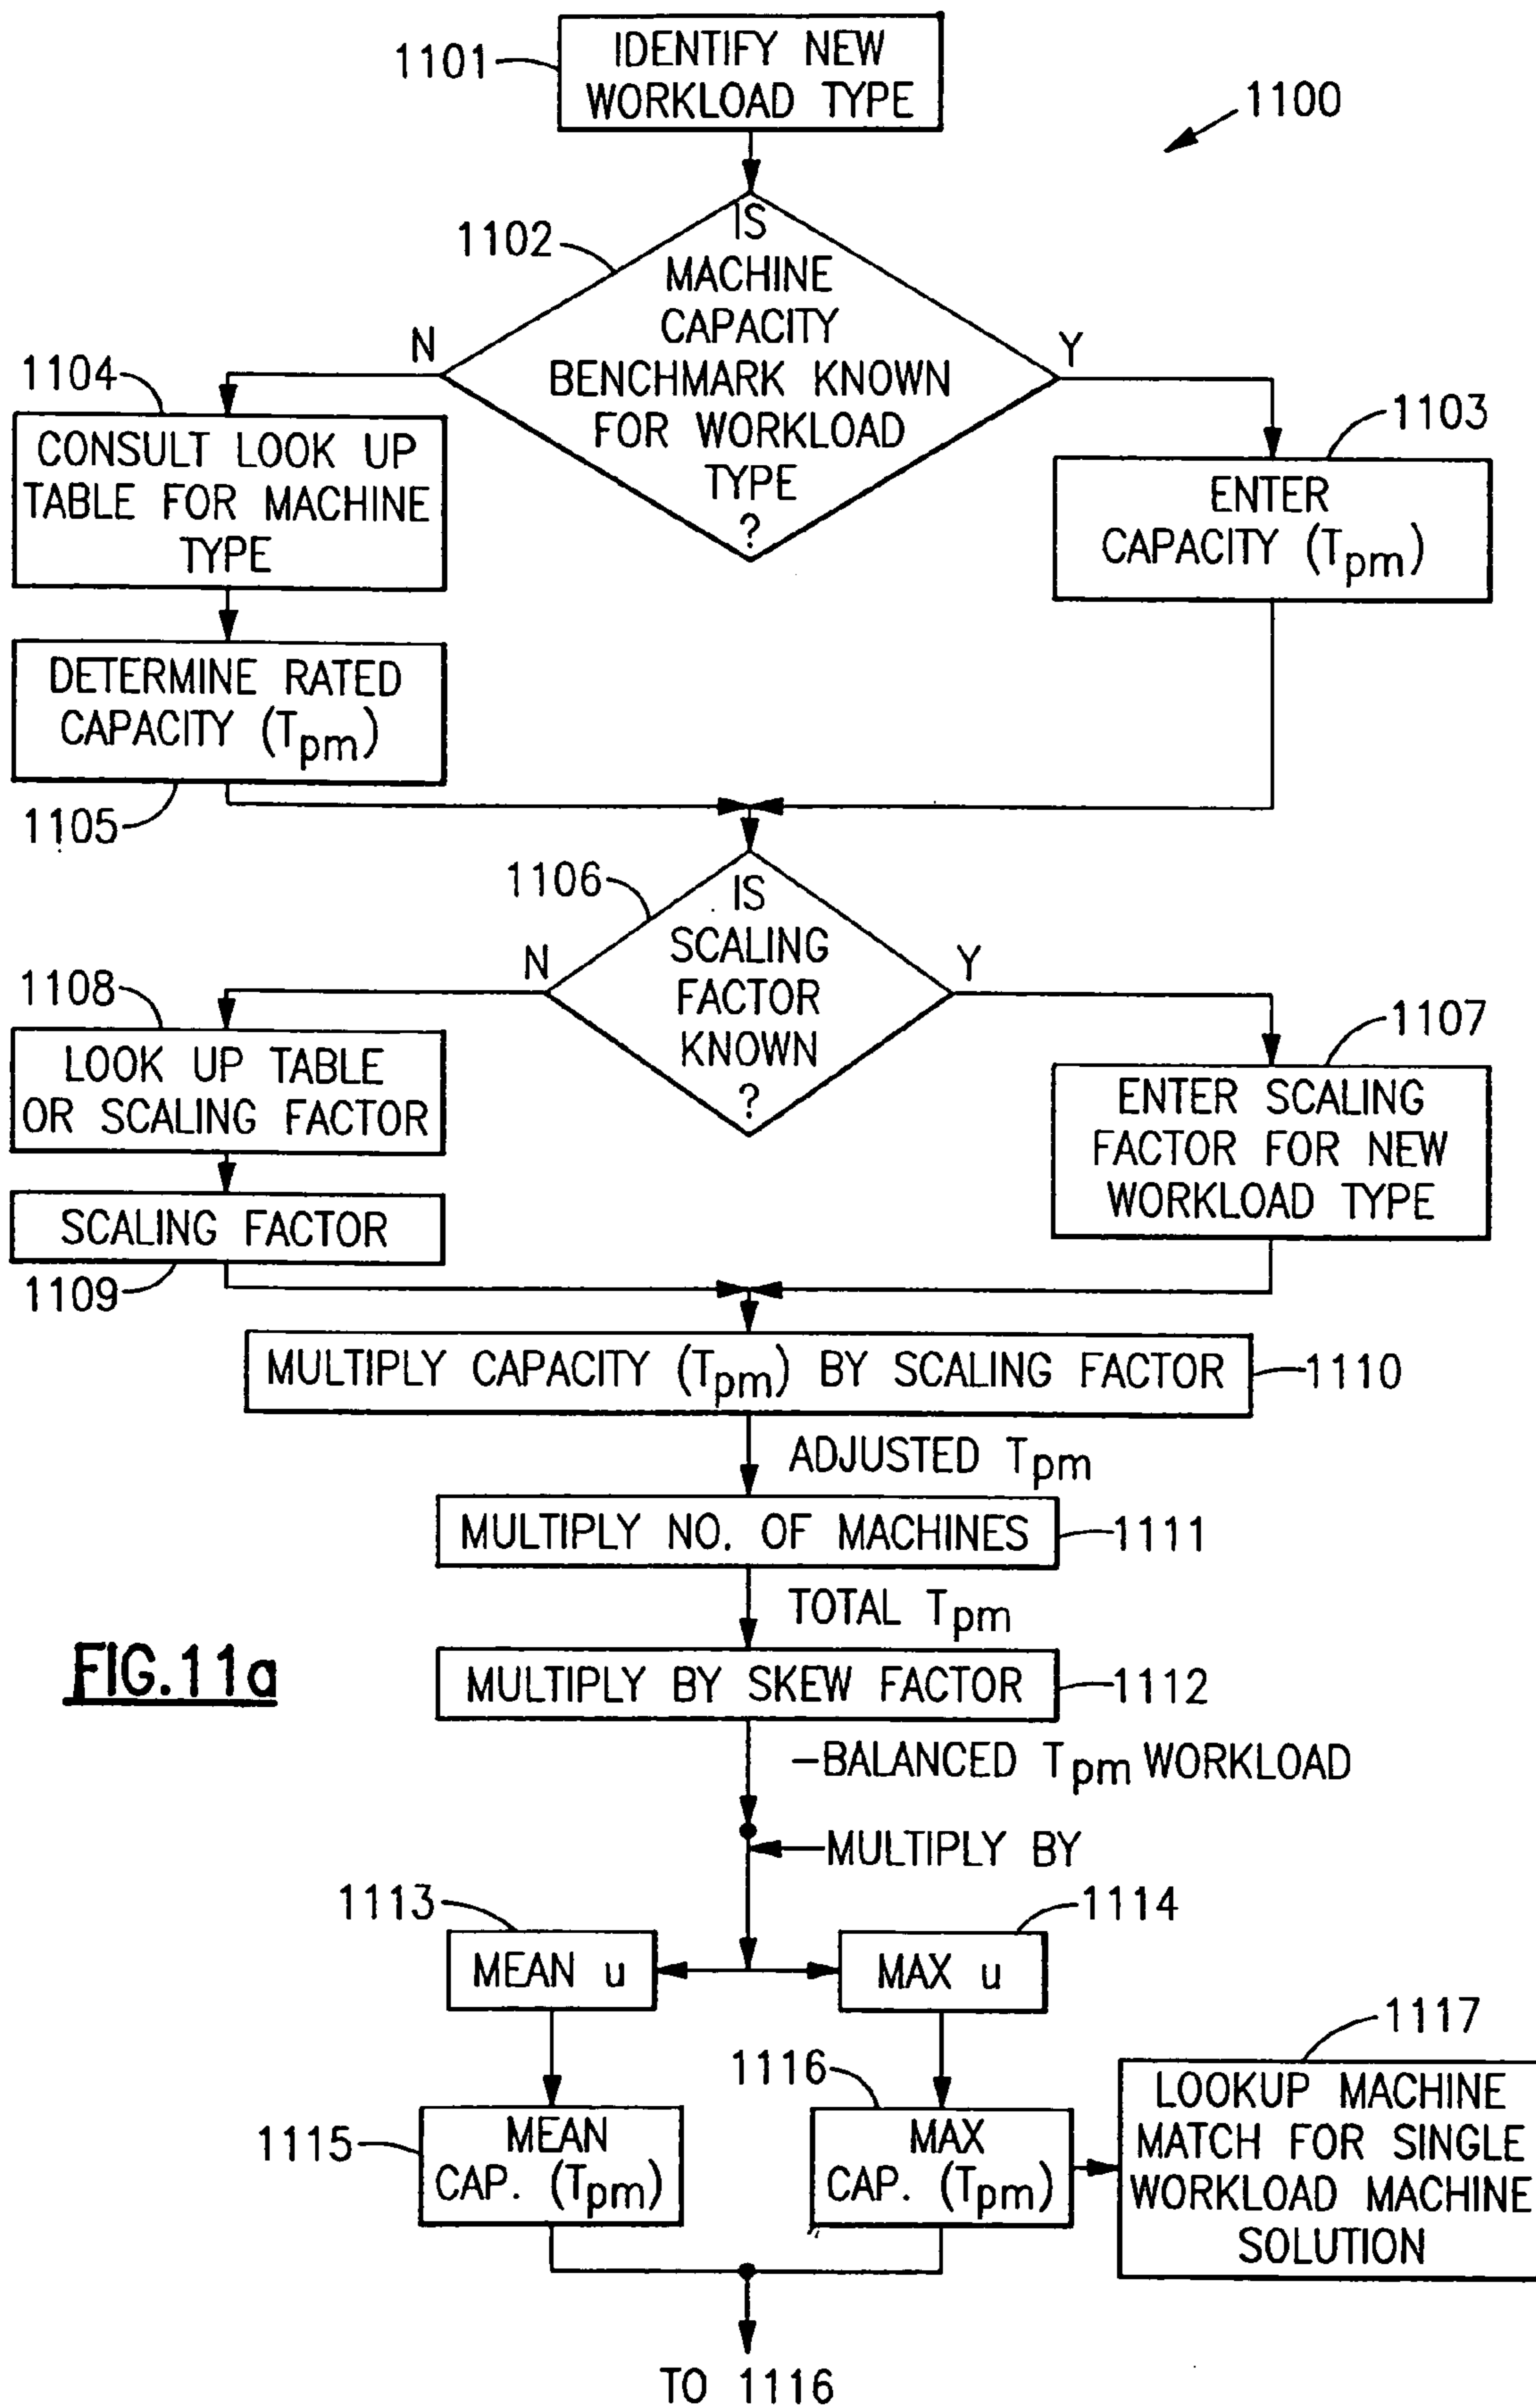 1101
IDENTIFY NEW
WORKLOAD TYPE
1100
1102
IS
MACHINE
CAPACITY
BENCHMARK KNOWN
FOR WORKLOAD
TYPE
?
N
Y
1104
CONSULT LOOK UP
TABLE FOR MACHINE
TYPE
1103
ENTER
CAPACITY (Tpm)
DETERMINE RATED
CAPACITY (Tpm)
1105
1106
IS
SCALING
FACTOR
KNOWN
?
N
Y
1108
LOOK UP TABLE
OR SCALING FACTOR
1107
ENTER SCALING
FACTOR FOR NEW
WORKLOAD TYPE
SCALING FACTOR
1109
MULTIPLY CAPACITY (Tpm) BY SCALING FACTOR
1110
ADJUSTED Tpm
MULTIPLY NO. OF MACHINES
1111
TOTAL Tpm
FIG.11a
MULTIPLY BY SKEW FACTOR
1112
-BALANCED Tpm WORKLOAD
MULTIPLY BY
1113
MEAN u
1114
MAX u
1115
MEAN
CAP. (Tpm)
1116
MAX
CAP. (Tpm)
1117
LOOKUP MACHINE
MATCH FOR SINGLE
WORKLOAD MACHINE
SOLUTION
TO 1116